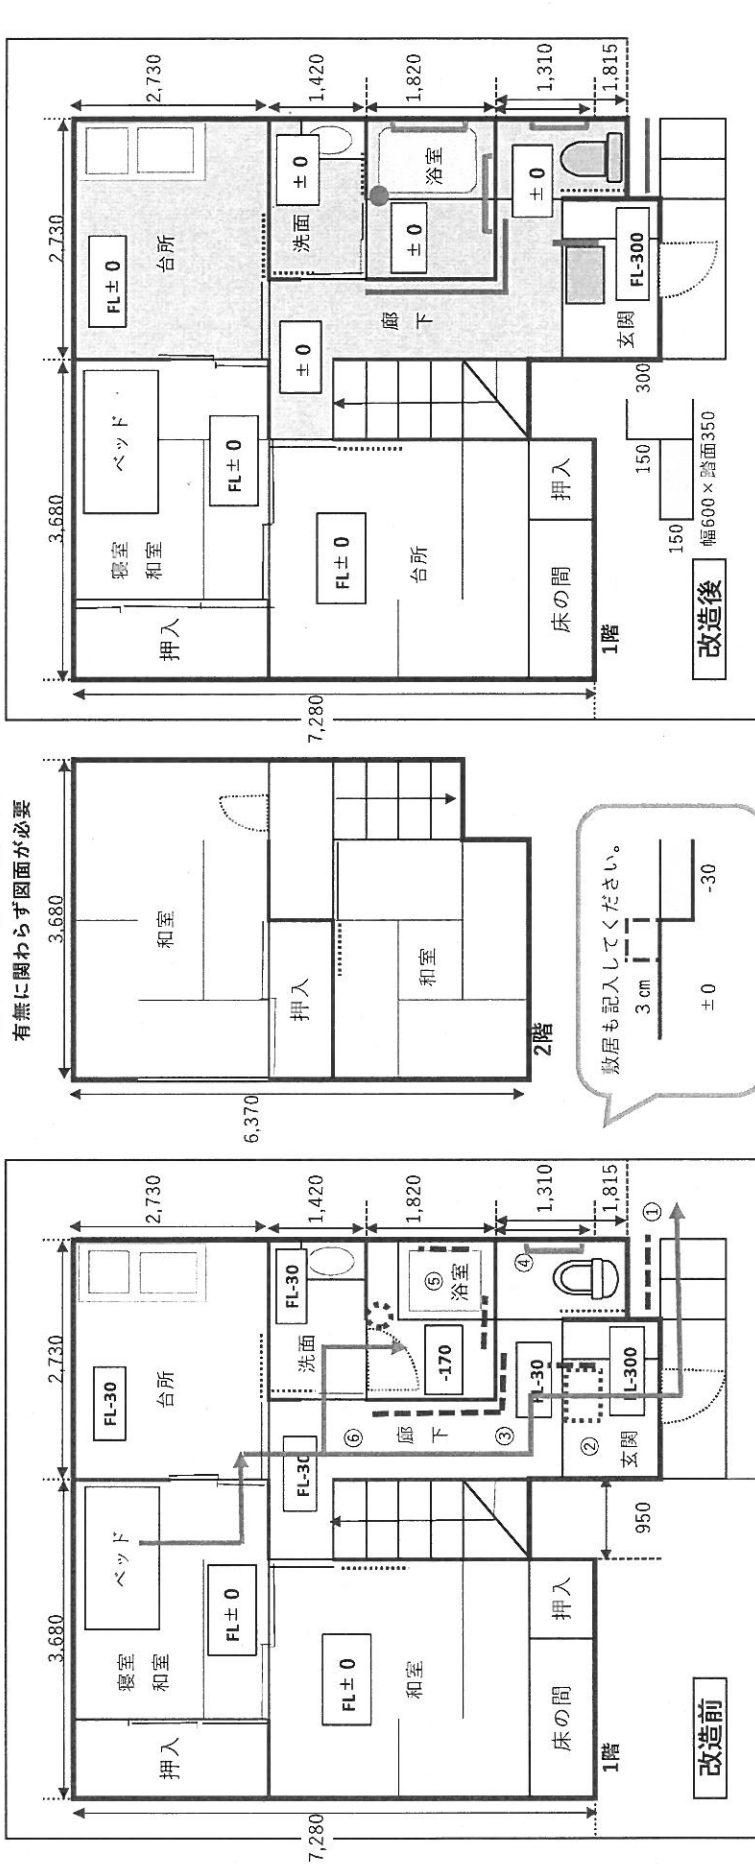 改造前
1階
7,280
3,680
2,730
2,730
1,420
1,820
1,310
1,815
950
押入
寝室
和室
ベッド
FL±0
台所
FL-30
洗面
FL-30
FL-30
⑥
廊下
③
-170
⑤
浴室
④
FL-30
②
玄関
FL-300
①
和室
FL±0
床の間
押入
有無に関わらず図面が必要
3,680
6,370
和室
押入
和室
2階
敷居も記入してください。
3㎝
±0
-30
改造後
1階
7,280
3,680
2,730
2,730
1,420
1,820
1,310
1,815
押入
寝室
和室
ベッド
FL±0
台所
FL±0
洗面
±0
±0
廊下
±0
浴室
±0
玄関
FL-300
台所
FL±0
床の間
押入
150
150
300
幅600×踏面350